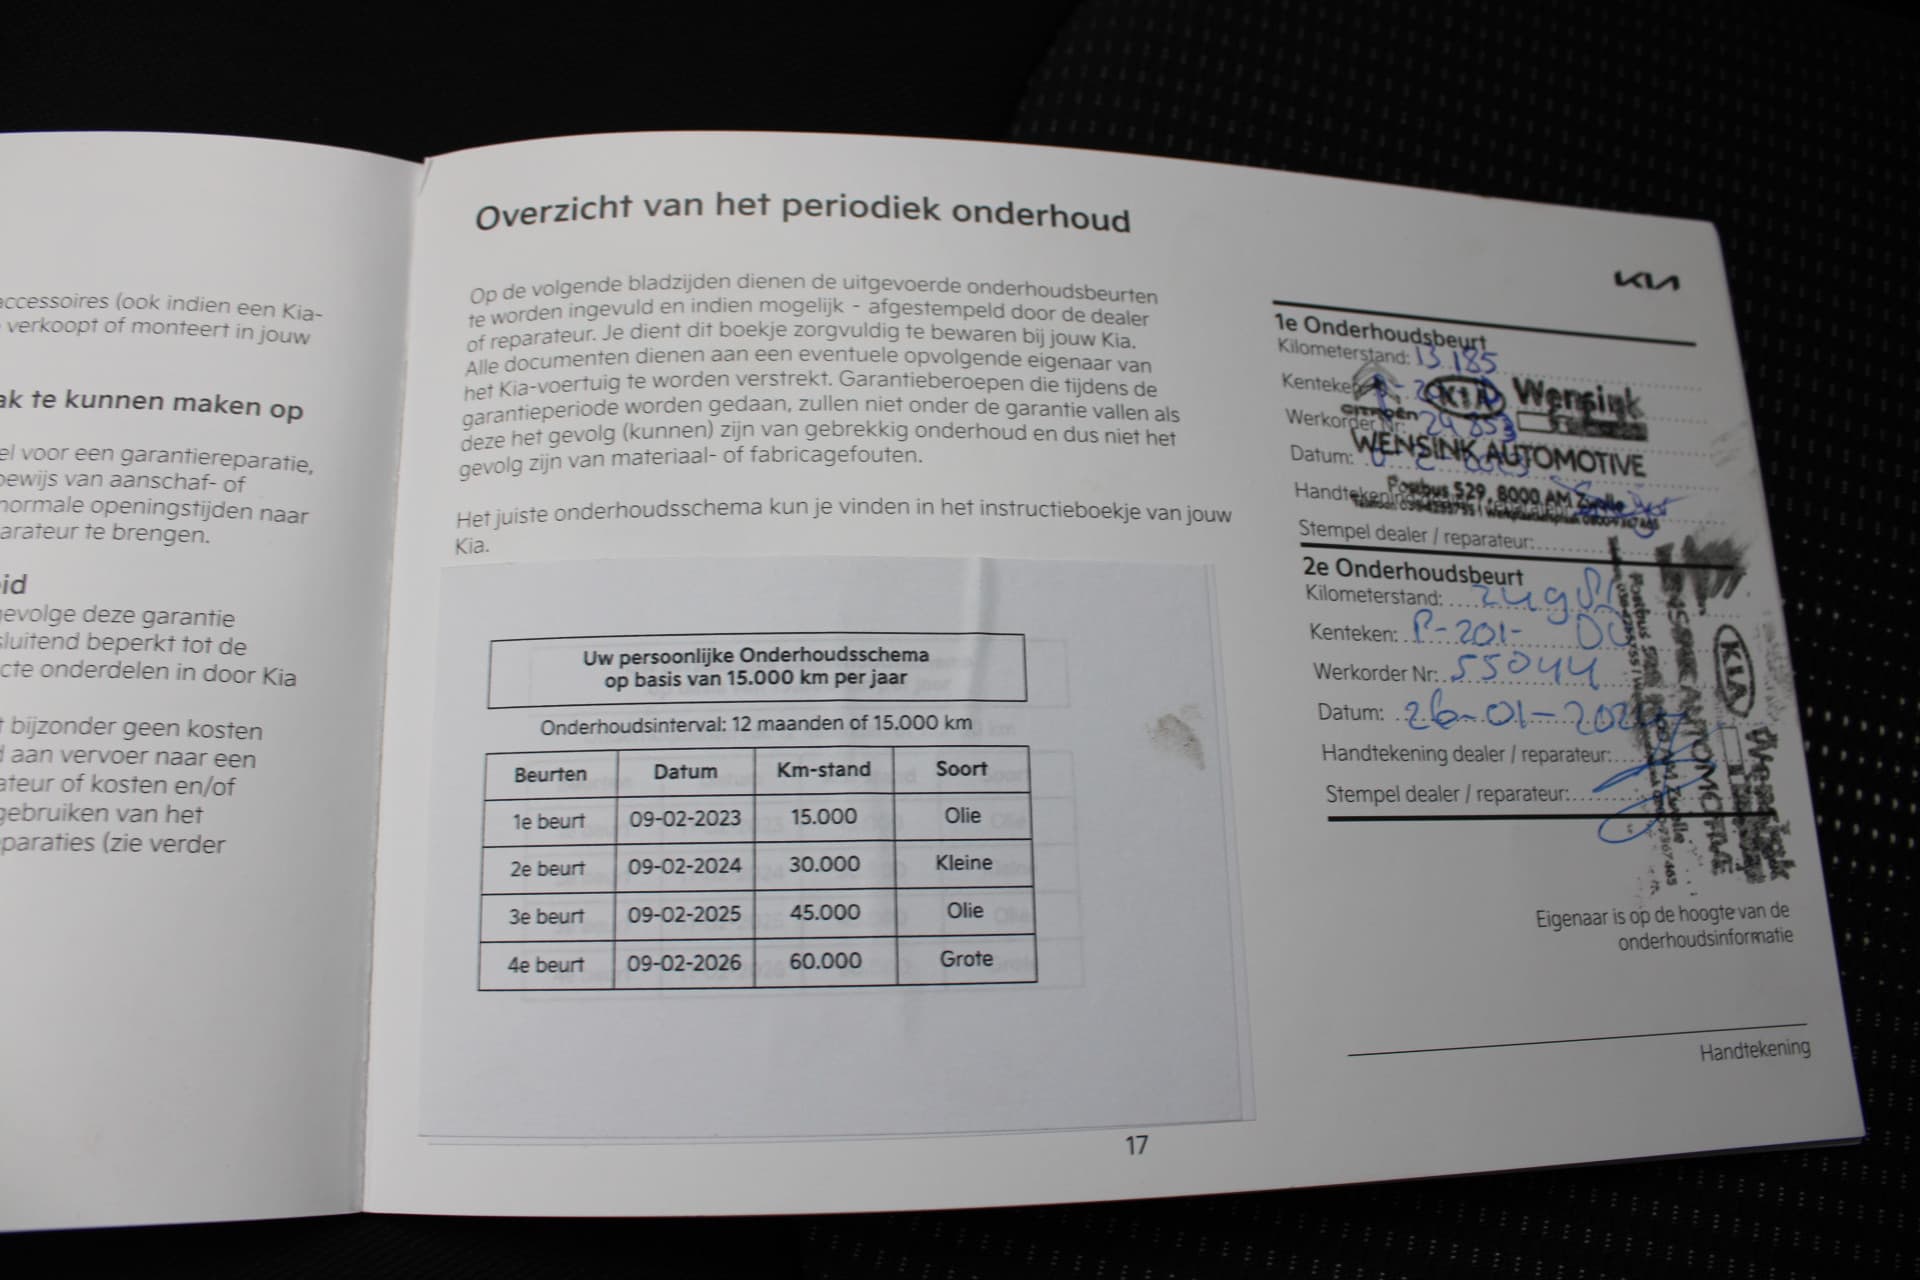 accessoires (ook indien een Kia-
verkoopt of monteert in jouw
ak te kunnen maken op
el voor een garantiereparatie,
bewijs van aanschaf- of
normale openingstijden naar
arateur te brengen.
id
gevolge deze garantie
sluitend beperkt tot de
cte onderdelen in door Kia
t bijzonder geen kosten
d aan vervoer naar een
ateur of kosten en/of
gebruiken van het
paraties (zie verder
Overzicht van het periodiek onderhoud
Op de volgende bladzijden dienen de uitgevoerde onderhoudsbeurten
te worden ingevuld en indien mogelijk - afgestempeld door de dealer
of reparateur. Je dient dit boekje zorgvuldig te bewaren bij jouw Kia.
Alle documenten dienen aan een eventuele opvolgende eigenaar van
het Kia-voertuig te worden verstrekt. Garantieberoepen die tijdens de
garantieperiode worden gedaan, zullen niet onder de garantie vallen als
deze het gevolg (kunnen) zijn van gebrekkig onderhoud en dus niet het
gevolg zijn van materiaal- of fabricagefouten.
Het juiste onderhoudsschema kun je vinden in het instructieboekje van jouw
Kia.
Uw persoonlijke Onderhoudsschema
op basis van 15.000 km per jaar
Onderhoudsinterval: 12 maanden of 15.000 km
Beurten Datum Km-stand Soort
1e beurt 09-02-2023 15.000 Olie
2e beurt 09-02-2024 30.000 Kleine
3e beurt 09-02-2025 45.000 Olie
4e beurt 09-02-2026 60.000 Grote
17
KIA
1e Onderhoudsbeurt
Kilometerstand: 13.185
Kenteken
KIA Wensink
Citroën
Werkorder Nr: 29853
WENSINK AUTOMOTIVE
Datum:
Postbus 529, 8000 AM Zwolle
Handtekening
Stempel dealer / reparateur:
2e Onderhoudsbeurt
Kilometerstand:
Kenteken: P-201-
Werkorder Nr: 55044
Datum: 26-01-202
Handtekening dealer / reparateur:
Stempel dealer / reparateur:
KIA Wensink
WENSINK AUTOMOTIVE
Eigenaar is op de hoogte van de
onderhoudsinformatie
Handtekening